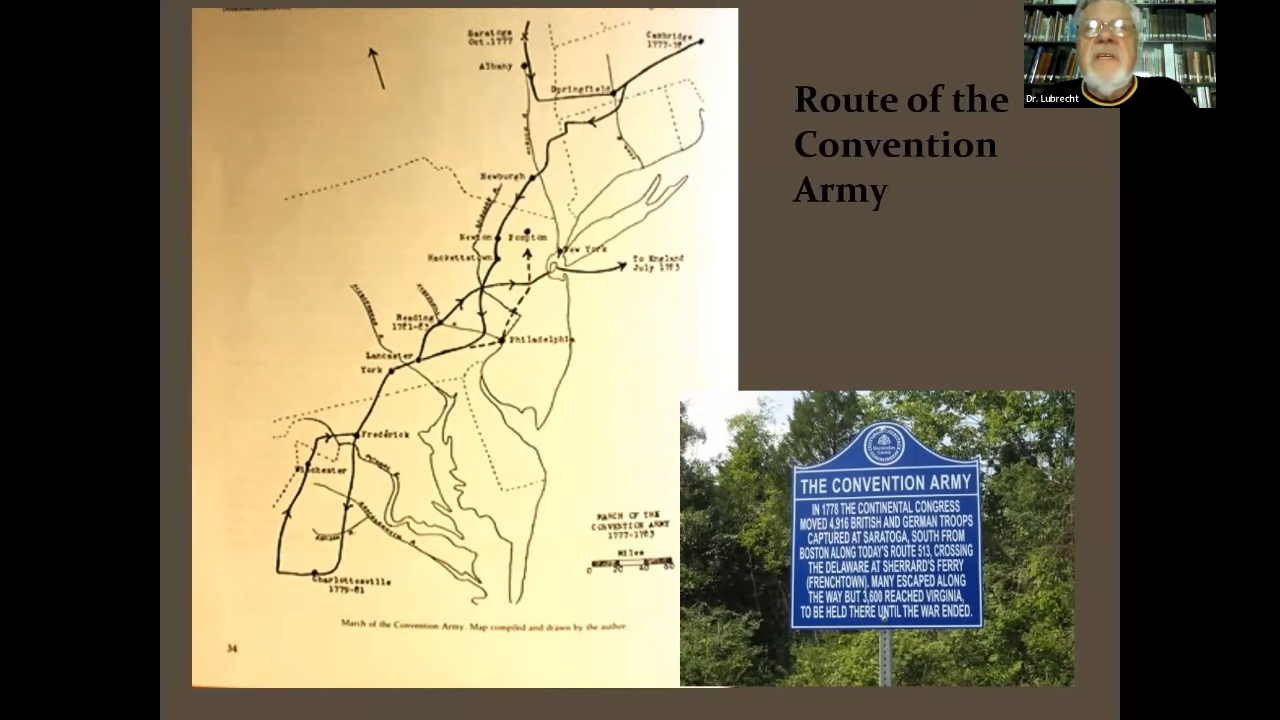 Saratoga
Oct.1777
Cambridge
1777-78
Albany
Springfield
Newburgh
Newton
Pompton
New York
Hackettstown
To England
July 1783
Reading
1781-83
Philadelphia
Lancaster
York
Frederick
Winchester
Charlottesville
1779-81
MARCH OF THE
CONVENTION ARMY
1777-1783
Miles
0 20 40 60
March of the Convention Army. Map compiled and drawn by the author.
34
Route of the
Convention
Army
Dr. Lubrecht
THE CONVENTION ARMY
IN 1778 THE CONTINENTAL CONGRESS
MOVED 4,916 BRITISH AND GERMAN TROOPS
CAPTURED AT SARATOGA, SOUTH FROM
BOSTON ALONG TODAY'S ROUTE 513, CROSSING
THE DELAWARE AT SHERRARD'S FERRY
(FRENCHTOWN). MANY ESCAPED ALONG
THE WAY BUT 3,600 REACHED VIRGINIA,
TO BE HELD THERE UNTIL THE WAR ENDED.